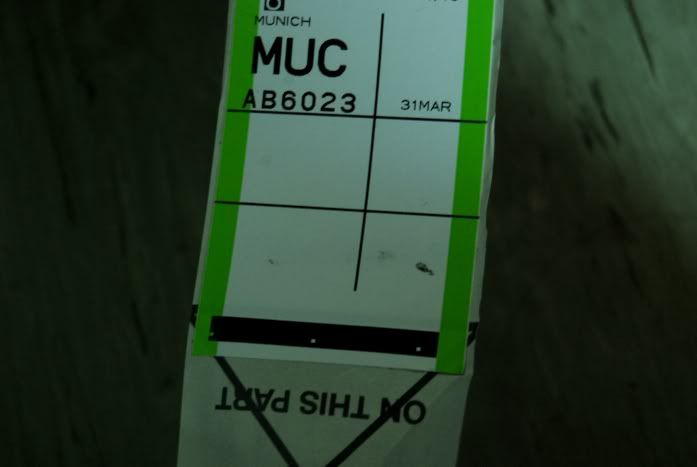 MUNICH
MUC
AB6023 31MAR
ON THIS PART